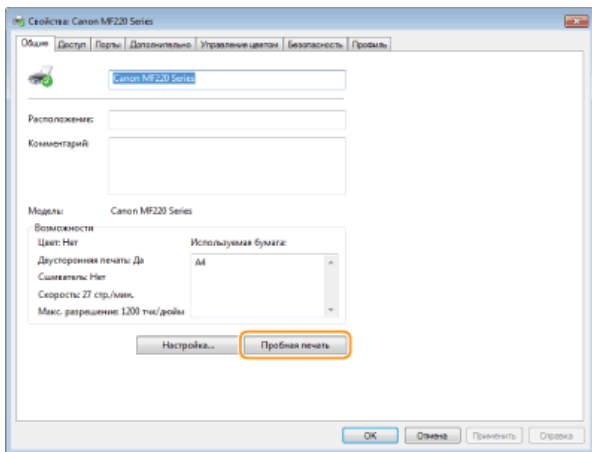 Свойства: Canon MF220 Series
Общие Доступ Порты Дополнительно Управление цветом Безопасность Профиль
Canon MF220 Series
Расположение:
Комментарий:
Модель: Canon MF220 Series
Возможности
Цвет: Нет Используемая бумага:
Двусторонняя печать: Да A4
Сшиватель: Нет
Скорость: 27 стр./мин.
Макс. разрешение: 1200 тчк/дюйм
Настройка... Пробная печать
OK Отмена Применить Справка